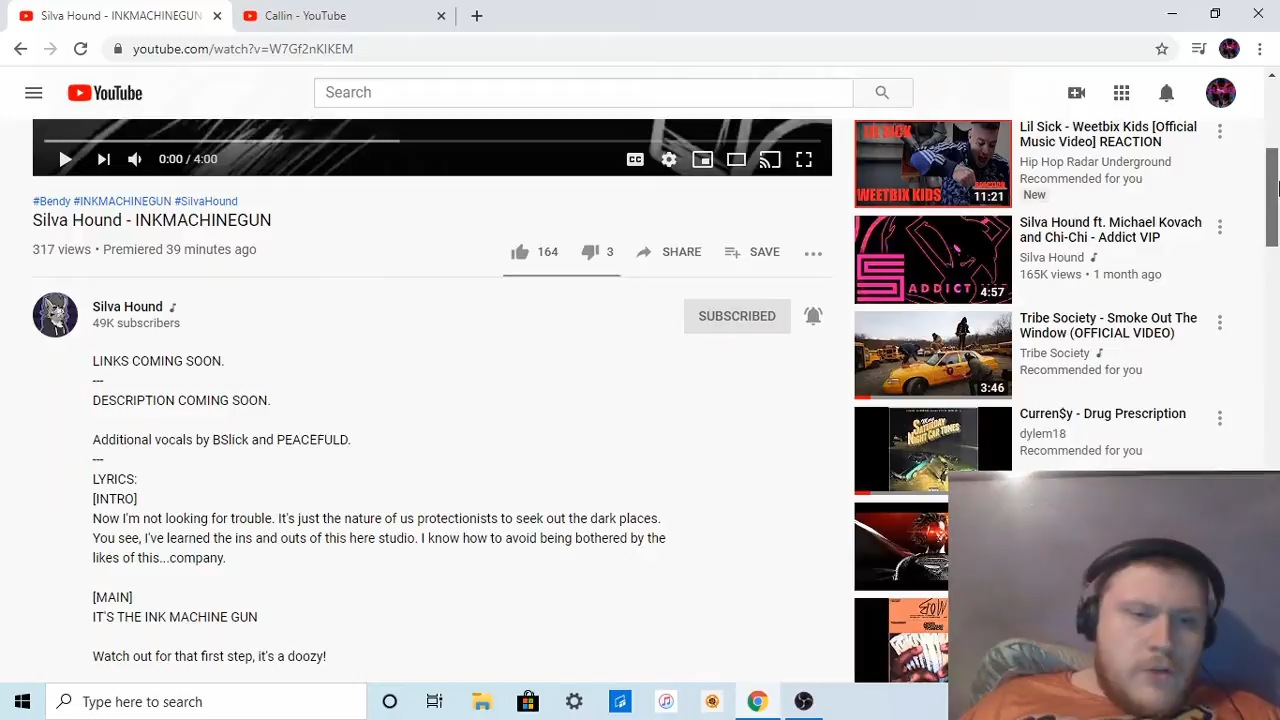 Silva Hound - INKMACHINEGUN
Callin - YouTube
youtube.com/watch?v=W7Gf2nKIKEM
YouTube
Search
0:00 / 4:00
CC
#Bendy #INKMACHINEGUN #SilvaHound
Silva Hound - INKMACHINEGUN
317 views • Premiered 39 minutes ago
164
3
SHARE
SAVE
Silva Hound
49K subscribers
SUBSCRIBED
LINKS COMING SOON.
---
DESCRIPTION COMING SOON.
Additional vocals by BSlick and PEACEFULD.
---
LYRICS:
[INTRO]
Now I'm not looking for trouble. It's just the nature of us protectionists to seek out the dark places.
You see, I've learned the ins and outs of this here studio. I know how to avoid being bothered by the
likes of this...company.
[MAIN]
IT'S THE INK MACHINE GUN
Watch out for that first step, it's a doozy!
LIL SICK
REACTION
WEETBIX KIDS
11:21
Lil Sick - Weetbix Kids [Official
Music Video] REACTION
Hip Hop Radar Underground
Recommended for you
New
ADDICT
4:57
Silva Hound ft. Michael Kovach
and Chi-Chi - Addict VIP
Silva Hound
165K views • 1 month ago
3:46
Tribe Society - Smoke Out The
Window (OFFICIAL VIDEO)
Tribe Society
Recommended for you
SATURDAY
NIGHT CAR TUNES
Curren$y - Drug Prescription
dylem18
Recommended for you
Type here to search